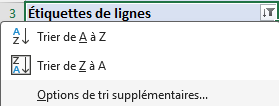 3 Étiquettes de lignes
A Z Trier de A à Z
Z A Trier de Z à A
Options de tri supplémentaires...